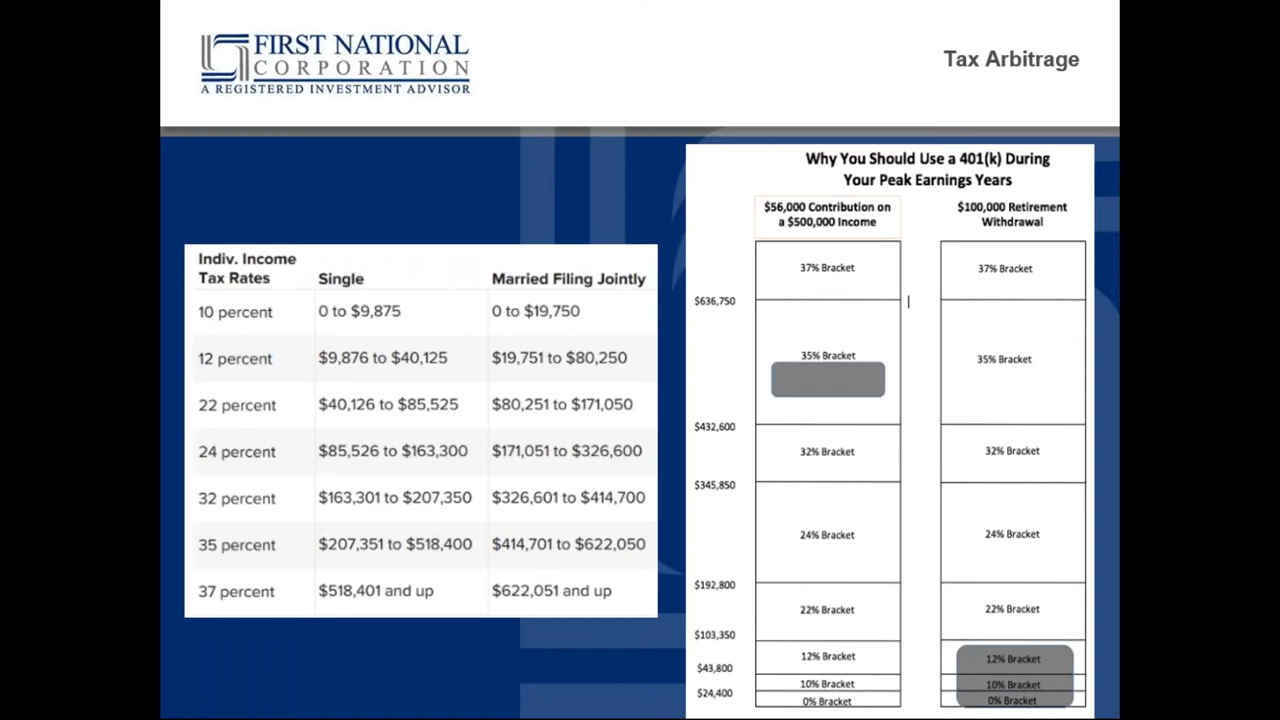 FIRST NATIONAL
CORPORATION
A REGISTERED INVESTMENT ADVISOR
Tax Arbitrage
Indiv. Income
Tax Rates Single Married Filing Jointly
10 percent 0 to $9,875 0 to $19,750
12 percent $9,876 to $40,125 $19,751 to $80,250
22 percent $40,126 to $85,525 $80,251 to $171,050
24 percent $85,526 to $163,300 $171,051 to $326,600
32 percent $163,301 to $207,350 $326,601 to $414,700
35 percent $207,351 to $518,400 $414,701 to $622,050
37 percent $518,401 and up $622,051 and up
Why You Should Use a 401(k) During
Your Peak Earnings Years
$56,000 Contribution on
a $500,000 Income
$100,000 Retirement
Withdrawal
37% Bracket 37% Bracket
$636,750
35% Bracket 35% Bracket
$432,600
32% Bracket 32% Bracket
$345,850
24% Bracket 24% Bracket
$192,800
22% Bracket 22% Bracket
$103,350
12% Bracket 12% Bracket
$43,800
10% Bracket 10% Bracket
$24,400
0% Bracket 0% Bracket